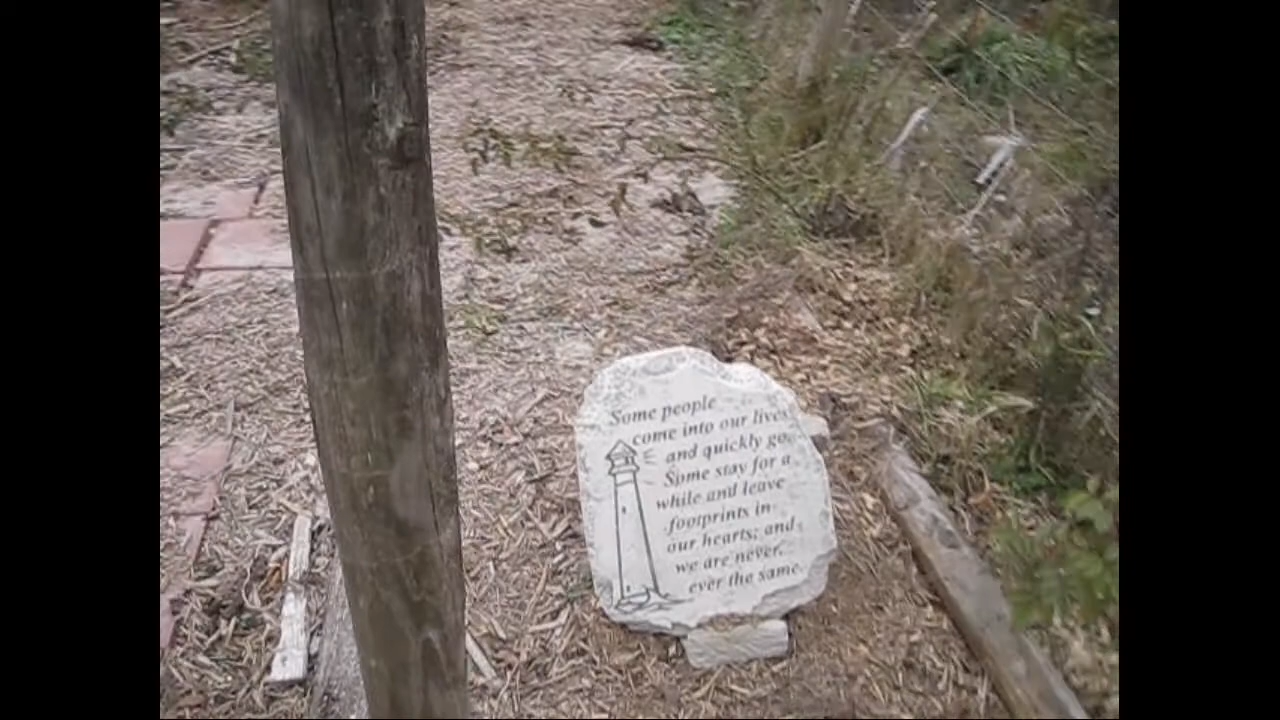 Some people
come into our lives
and quickly go.
Some stay for a
while and leave
footprints in
our hearts; and
we are never,
ever the same.